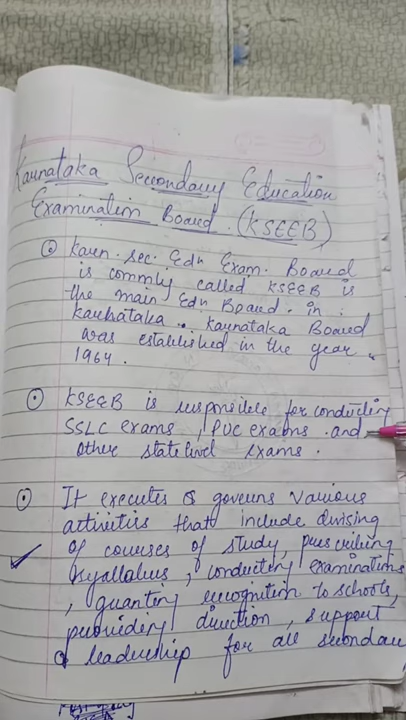 Karnataka Secondary Education
Examination Board. (KSEEB)
Karn. Sec. Edn Exam. Board
is commly called KSEEB is
the main Edn Board. in
Karnataka. Karnataka Board
was established in the year
1964.
KSEEB is responsible for conducting
SSLC exams, PUC exams and
other state level exams.
It executes & governs various
activities that include divising
of courses of study, prescribing
syallabus, conducting examinations
, granting recognition to schools,
providing direction, support
& leadership for all secondary